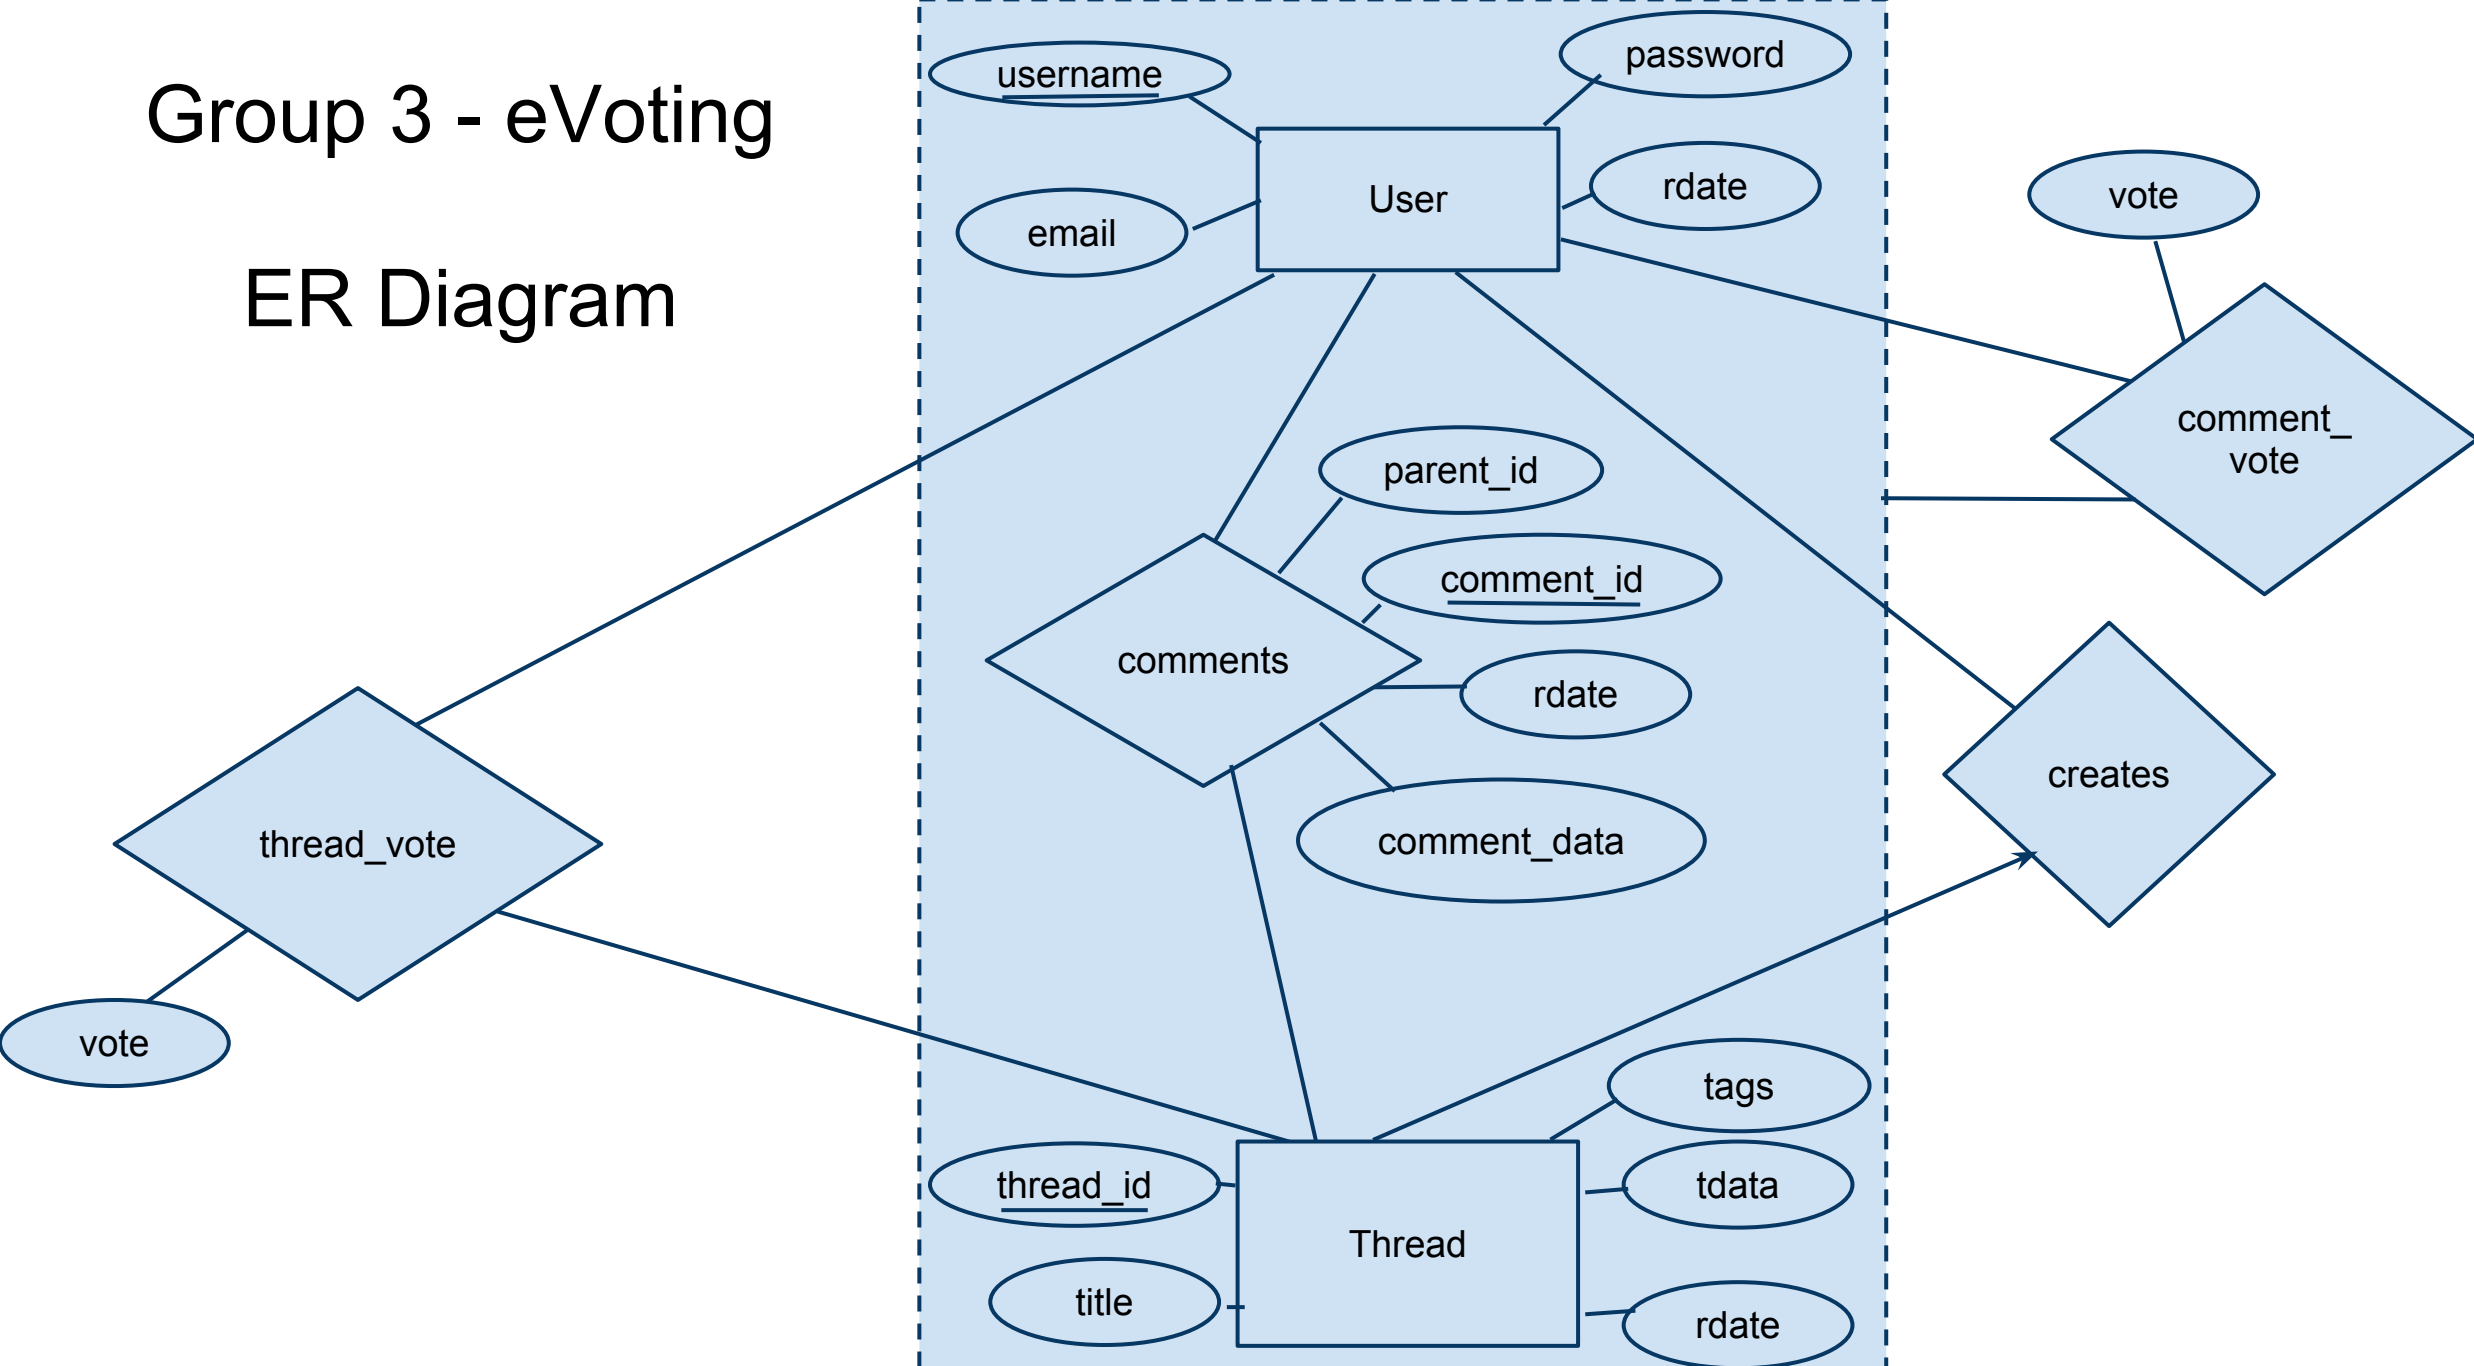 Group 3 - eVoting
ER Diagram
username
password
User
rdate
email
vote
comment_
vote
parent_id
comment_id
comments
rdate
creates
comment_data
thread_vote
vote
tags
thread_id
tdata
Thread
title
rdate